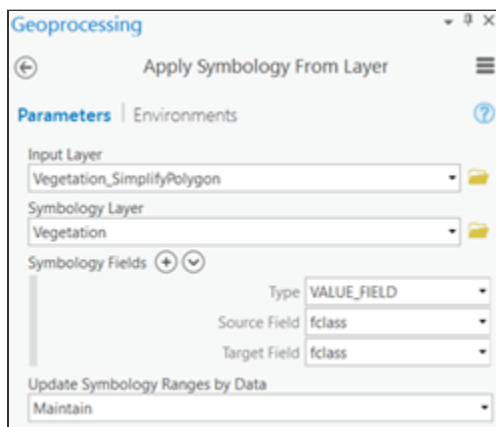 Geoprocessing
Apply Symbology From Layer
Parameters | Environments
Input Layer
Vegetation_SimplifyPolygon
Symbology Layer
Vegetation
Symbology Fields
Type VALUE_FIELD
Source Field fclass
Target Field fclass
Update Symbology Ranges by Data
Maintain